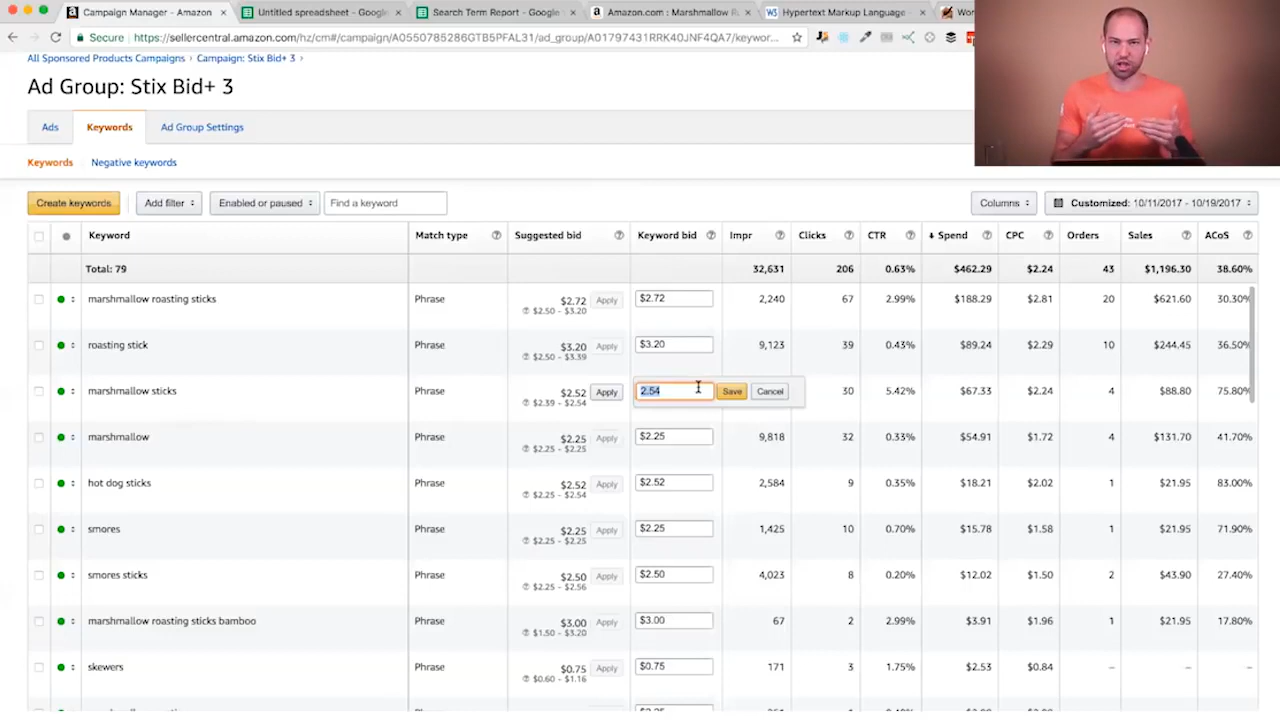 Campaign Manager - Amazon
Untitled spreadsheet - Google
Search Term Report - Google
Amazon.com : Marshmallow R
Hypertext Markup Language
Wor
Secure
https://sellercentral.amazon.com/hz/cm#/campaign/A0550785286GTB5PFAL31/ad_group/A01797431RRK40JNF4QA7/keywor...
All Sponsored Products Campaigns › Campaign: Stix Bid+ 3 ›
Ad Group: Stix Bid+ 3
Ads Keywords Ad Group Settings
Keywords Negative keywords
Create keywords Add filter Enabled or paused Find a keyword Columns Customized: 10/11/2017 - 10/19/2017
Keyword Match type Suggested bid Keyword bid Impr Clicks CTR Spend CPC Orders Sales ACoS
Total: 79 32,631 206 0.63% $462.29 $2.24 43 $1,196.30 38.60%
marshmallow roasting sticks Phrase $2.72 Apply $2.72 2,240 67 2.99% $188.29 $2.81 20 $621.60 30.30%
$2.50 - $3.20
roasting stick Phrase $3.20 Apply $3.20 9,123 39 0.43% $89.24 $2.29 10 $244.45 36.50%
$2.50 - $3.39
marshmallow sticks Phrase $2.52 Apply 2.54 Save Cancel 30 5.42% $67.33 $2.24 4 $88.80 75.80%
$2.39 - $2.54
marshmallow Phrase $2.25 Apply $2.25 9,818 32 0.33% $54.91 $1.72 4 $131.70 41.70%
$2.25 - $2.25
hot dog sticks Phrase $2.52 Apply $2.52 2,584 9 0.35% $18.21 $2.02 1 $21.95 83.00%
$2.25 - $2.54
smores Phrase $2.25 Apply $2.25 1,425 10 0.70% $15.78 $1.58 1 $21.95 71.90%
$2.25 - $2.25
smores sticks Phrase $2.50 Apply $2.50 4,023 8 0.20% $12.02 $1.50 2 $43.90 27.40%
$2.25 - $2.56
marshmallow roasting sticks bamboo Phrase $3.00 Apply $3.00 67 2 2.99% $3.91 $1.96 1 $21.95 17.80%
$1.50 - $3.20
skewers Phrase $0.75 Apply $0.75 171 3 1.75% $2.53 $0.84 – – –
$0.60 - $1.16